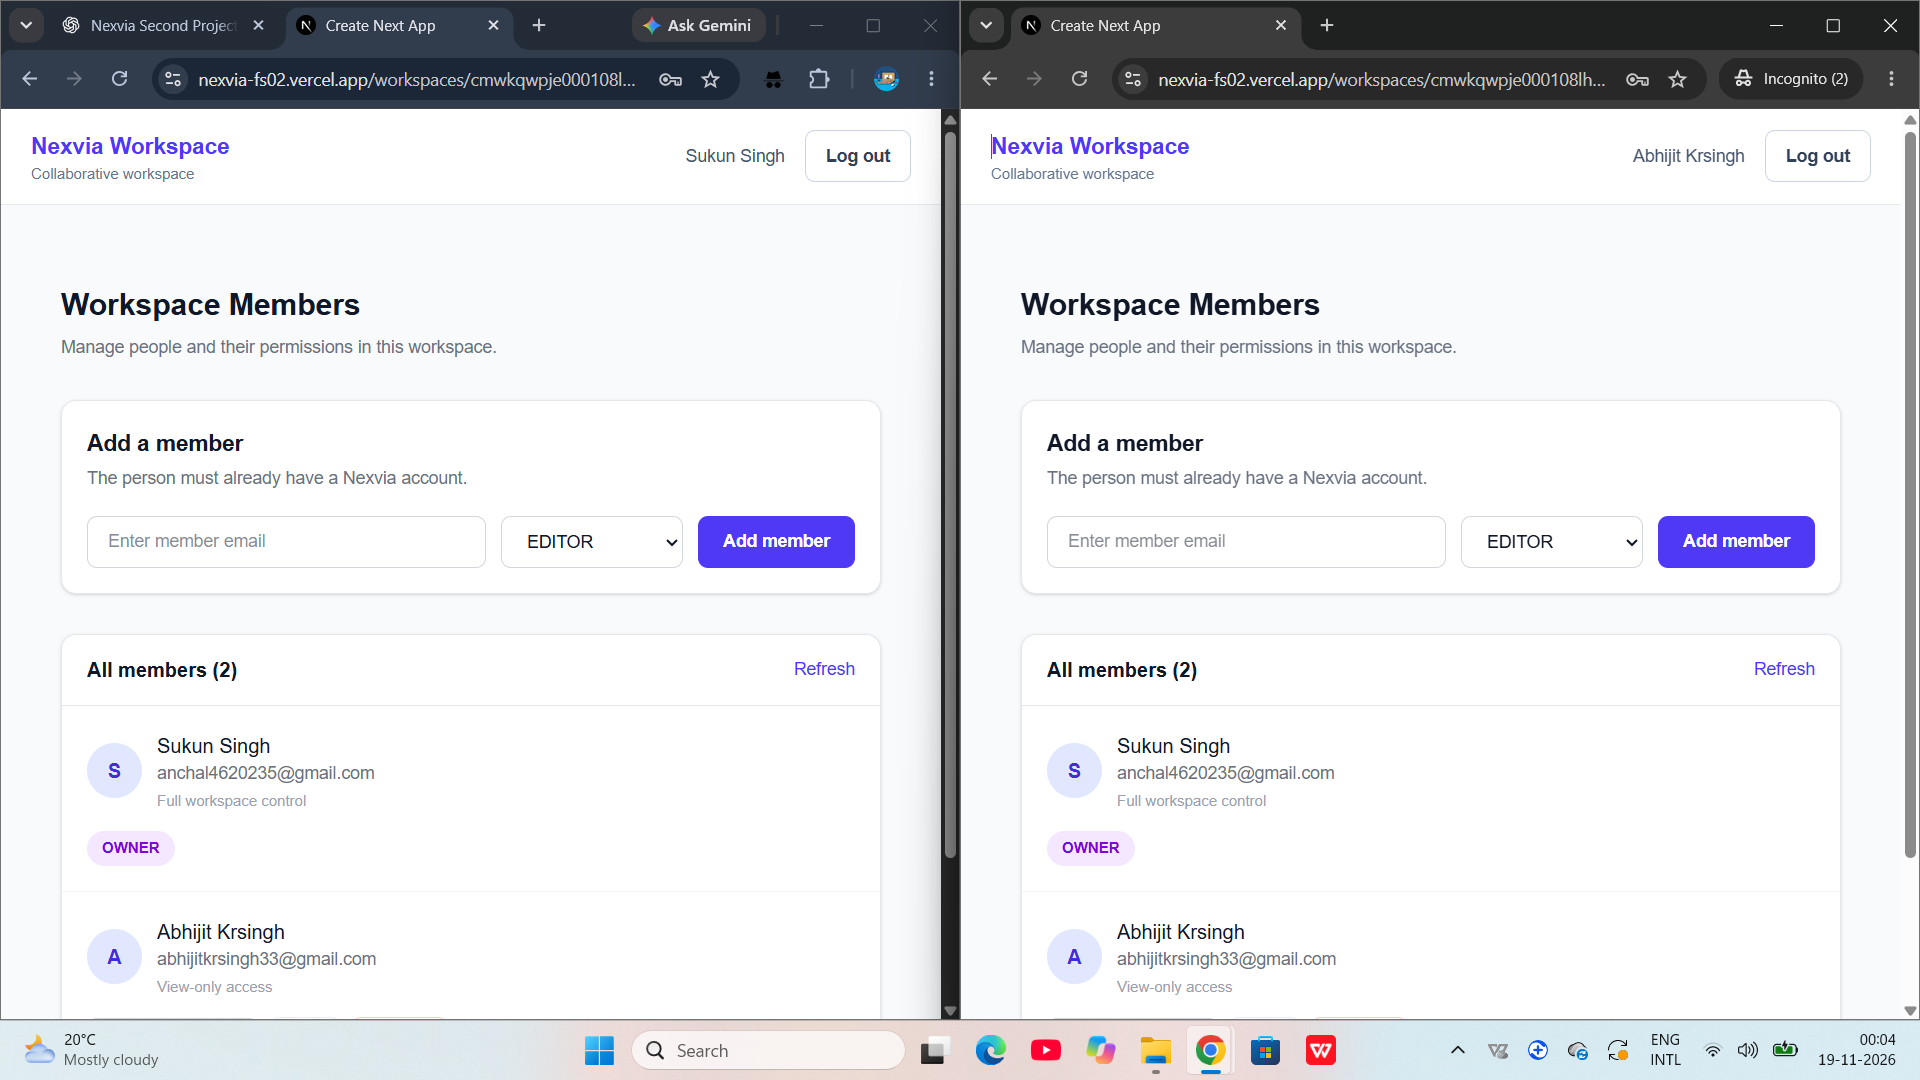 Nexvia Second Project
Create Next App
Ask Gemini
nexvia-fs02.vercel.app/workspaces/cmwkqwpje000108l...
Nexvia Workspace
Collaborative workspace
Sukun Singh
Log out
Workspace Members
Manage people and their permissions in this workspace.
Add a member
The person must already have a Nexvia account.
Enter member email
EDITOR
Add member
All members (2)
Refresh
S
Sukun Singh
anchal4620235@gmail.com
Full workspace control
OWNER
A
Abhijit Krsingh
abhijitkrsingh33@gmail.com
View-only access
Create Next App
nexvia-fs02.vercel.app/workspaces/cmwkqwpje000108lh...
Incognito (2)
Nexvia Workspace
Collaborative workspace
Abhijit Krsingh
Log out
Workspace Members
Manage people and their permissions in this workspace.
Add a member
The person must already have a Nexvia account.
Enter member email
EDITOR
Add member
All members (2)
Refresh
S
Sukun Singh
anchal4620235@gmail.com
Full workspace control
OWNER
A
Abhijit Krsingh
abhijitkrsingh33@gmail.com
View-only access
20°C
Mostly cloudy
Search
ENG
INTL
00:04
19-11-2026